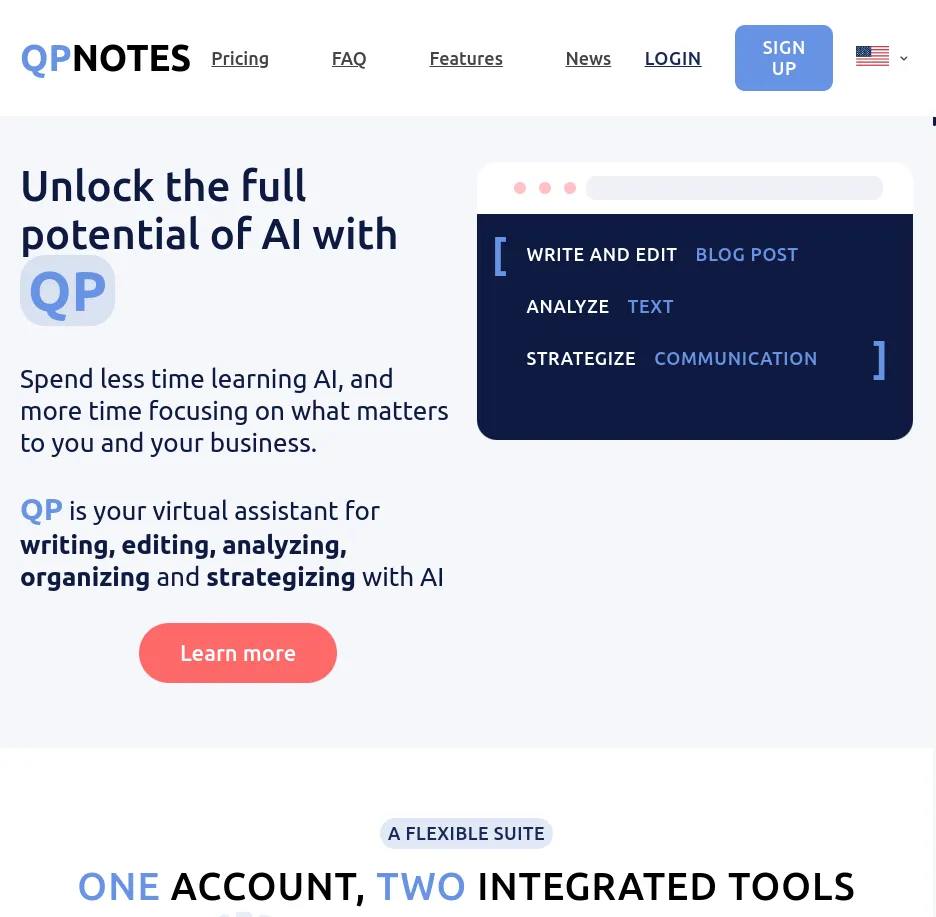 QPNOTES
Pricing
FAQ
Features
News
LOGIN
SIGN
UP
Unlock the full
potential of AI with
QP
Spend less time learning AI, and
more time focusing on what matters
to you and your business.
QP is your virtual assistant for
writing, editing, analyzing,
organizing and strategizing with AI
Learn more
[ WRITE AND EDIT BLOG POST
ANALYZE TEXT
STRATEGIZE COMMUNICATION ]
A FLEXIBLE SUITE
ONE ACCOUNT, TWO INTEGRATED TOOLS